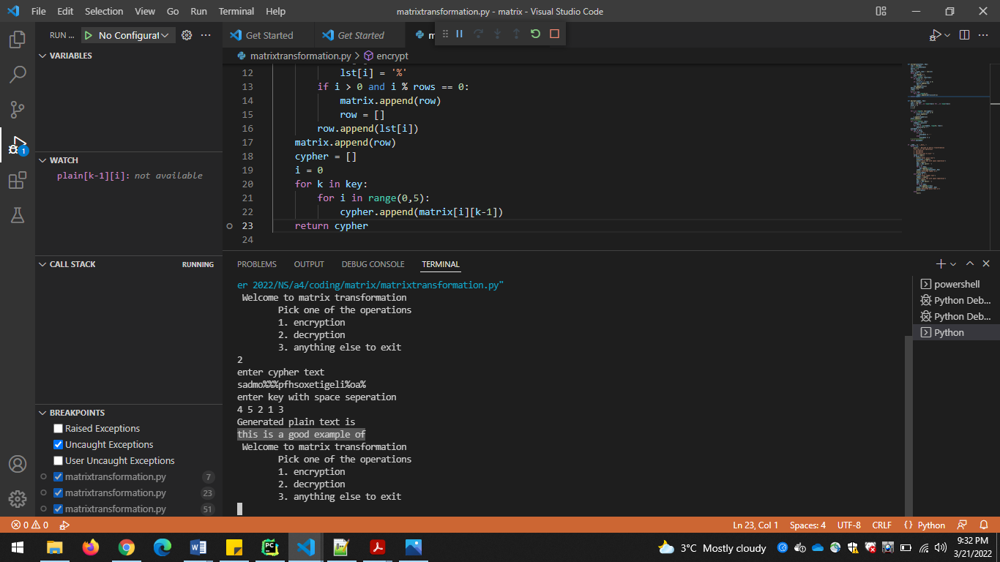 File Edit Selection View Go Run Terminal Help matrixtransformation.py - matrix - Visual Studio Code
RUN ... No Configurat
Get Started
Get Started
VARIABLES
matrixtransformation.py > encrypt
12 lst[i] = '%'
13 if i > 0 and i % rows == 0:
14 matrix.append(row)
15 row = []
16 row.append(lst[i])
17 matrix.append(row)
18 cypher = []
19 i = 0
20 for k in key:
21 for i in range(0,5):
22 cypher.append(matrix[i][k-1])
23 return cypher
24
WATCH
plain[k-1][i]: not available
CALL STACK RUNNING
PROBLEMS OUTPUT DEBUG CONSOLE TERMINAL
er 2022/NS/a4/coding/matrix/matrixtransformation.py"
Welcome to matrix transformation
Pick one of the operations
1. encryption
2. decryption
3. anything else to exit
2
enter cypher text
sadmo%%%pfhsoxetigeli%oa%
enter key with space seperation
4 5 2 1 3
Generated plain text is
this is a good example of
Welcome to matrix transformation
Pick one of the operations
1. encryption
2. decryption
3. anything else to exit
powershell
Python Deb...
Python Deb...
Python
BREAKPOINTS
Raised Exceptions
Uncaught Exceptions
User Uncaught Exceptions
matrixtransformation.py 7
matrixtransformation.py 23
matrixtransformation.py 51
0 0 Ln 23, Col 1 Spaces: 4 UTF-8 CRLF Python
3°C Mostly cloudy
9:32 PM
3/21/2022